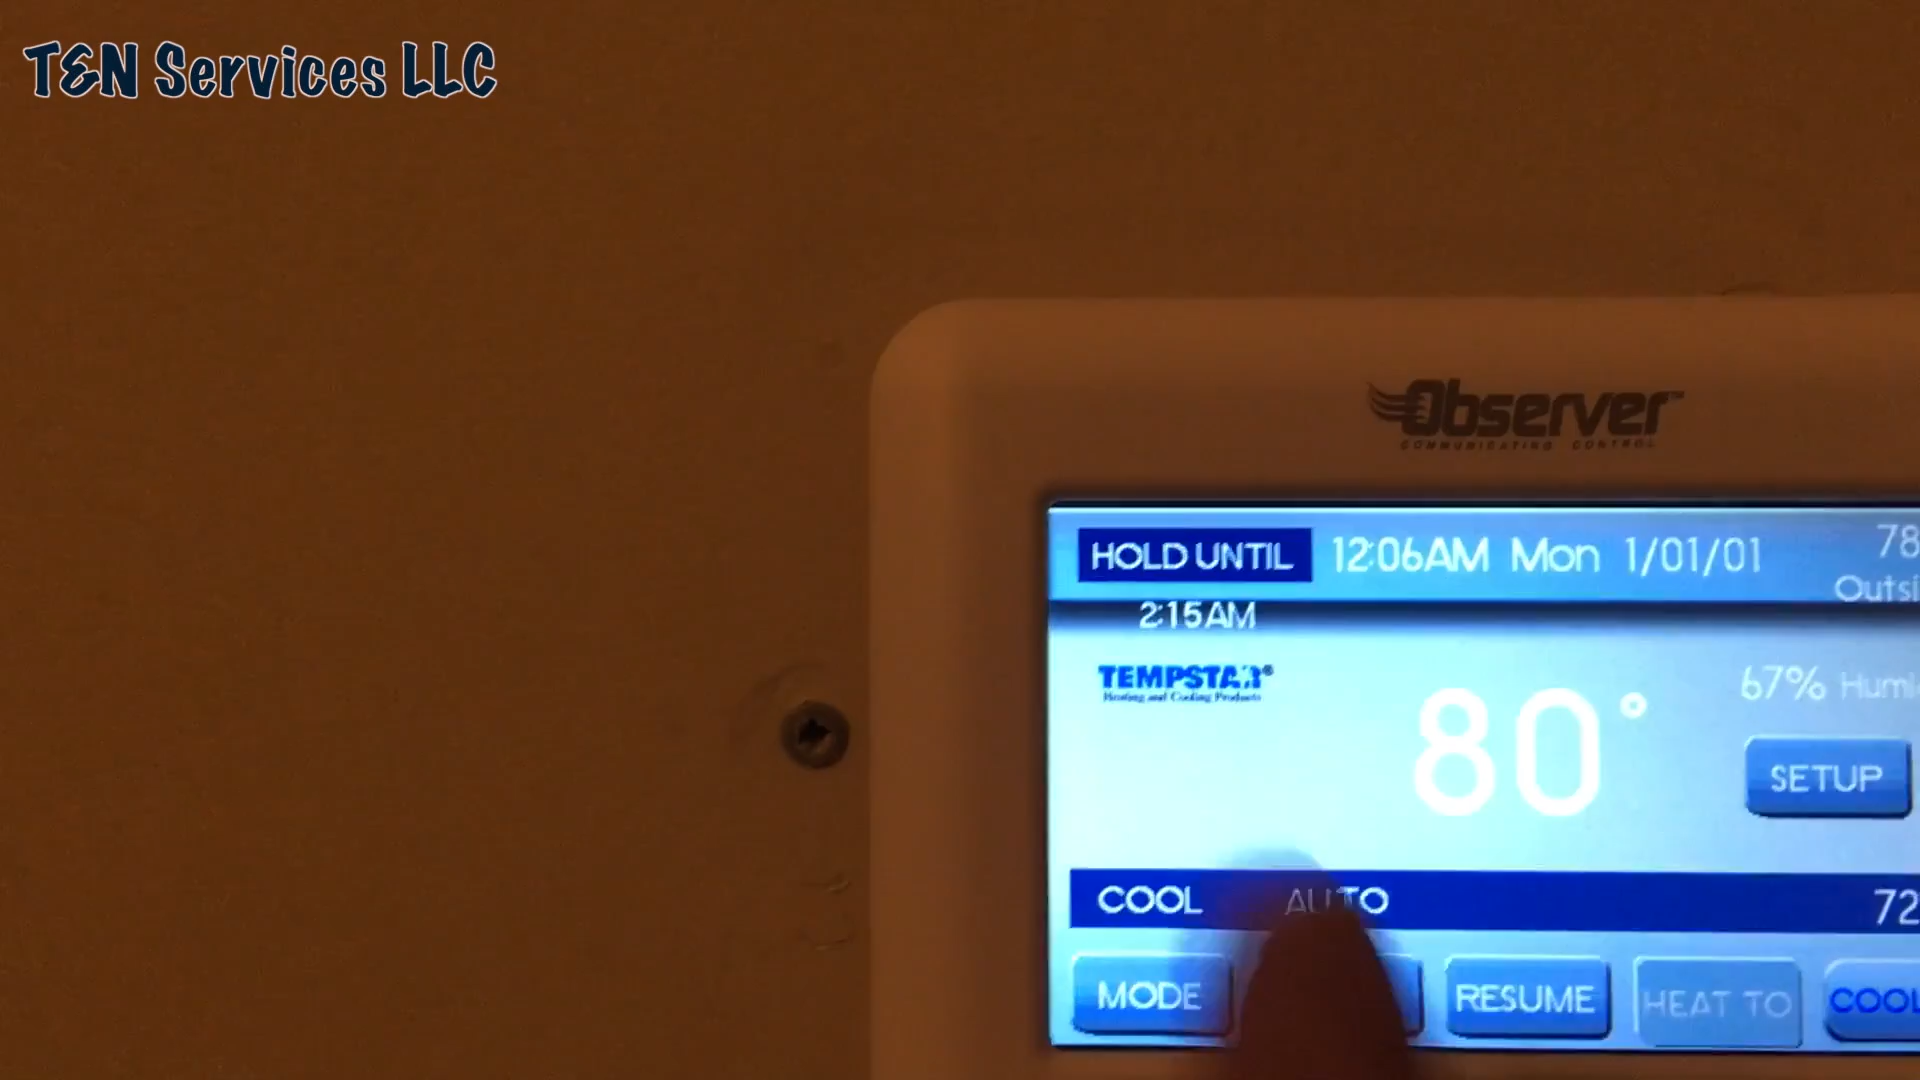 T&N Services LLC
Observer™
COMMUNICATING CONTROL
HOLD UNTIL 12:06AM Mon 1/01/01 78
Outsi
2:15AM
TEMPSTAR®
Heating and Cooling Products
80° 67% Humi
SETUP
COOL AUTO 72
MODE RESUME HEAT TO COOL